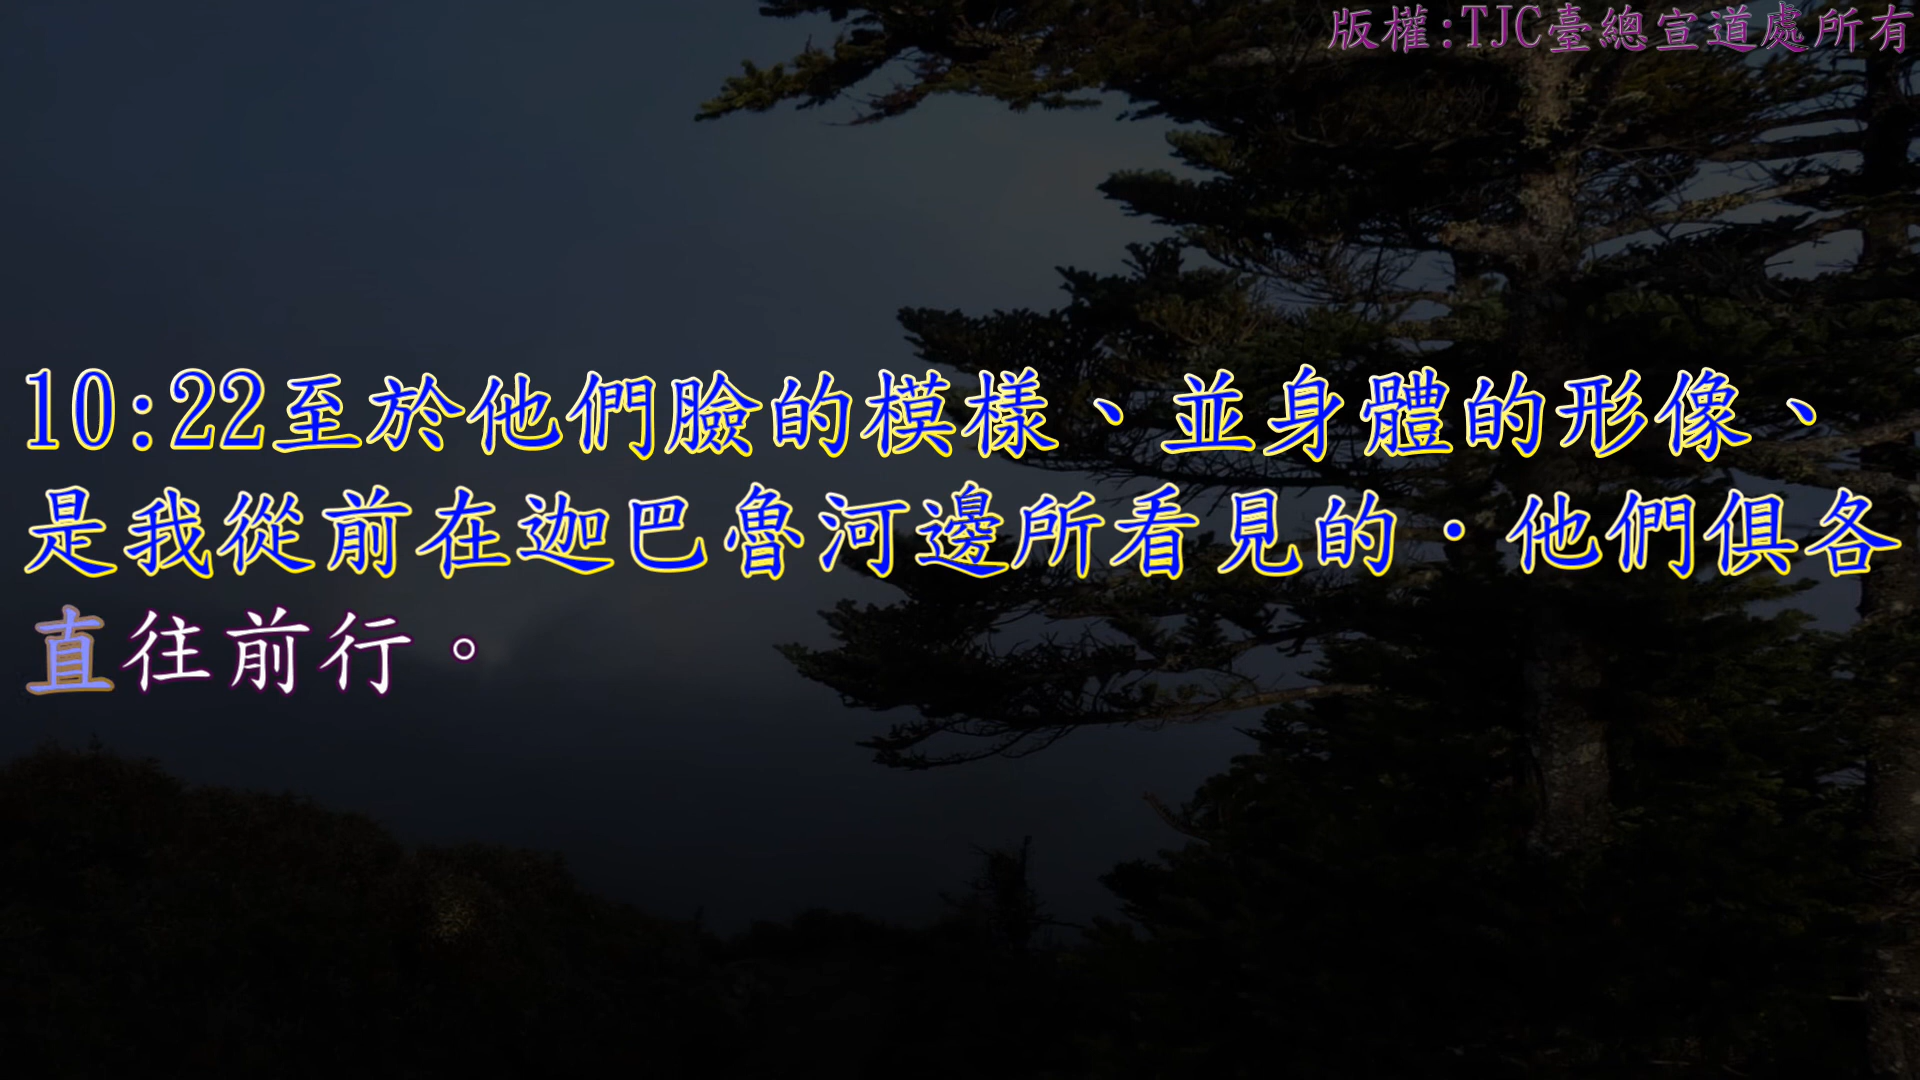 版權:TJC臺總宣道處所有
10:22至於他們臉的模樣、並身體的形像、
是我從前在迦巴魯河邊所看見的．他們俱各
直往前行。